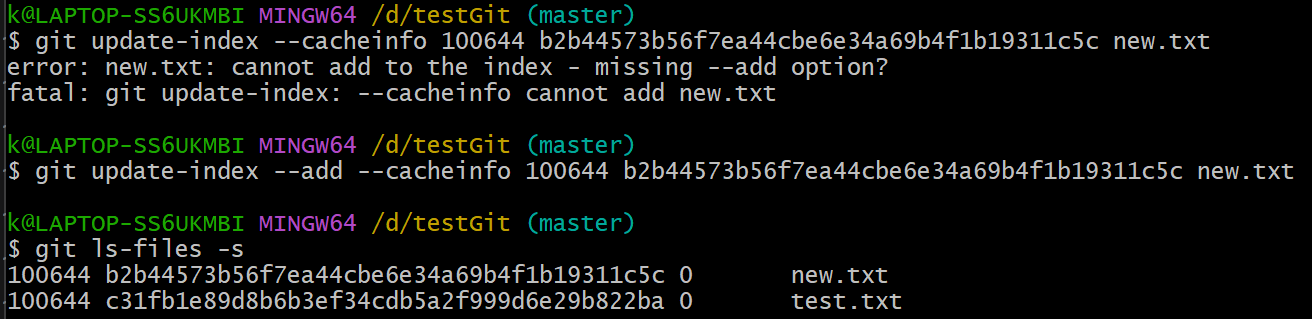 k@LAPTOP-SS6UKMBI MINGW64 /d/testGit (master)
$ git update-index --cacheinfo 100644 b2b44573b56f7ea44cbe6e34a69b4f1b19311c5c new.txt
error: new.txt: cannot add to the index - missing --add option?
fatal: git update-index: --cacheinfo cannot add new.txt
k@LAPTOP-SS6UKMBI MINGW64 /d/testGit (master)
$ git update-index --add --cacheinfo 100644 b2b44573b56f7ea44cbe6e34a69b4f1b19311c5c new.txt
k@LAPTOP-SS6UKMBI MINGW64 /d/testGit (master)
$ git ls-files -s
100644 b2b44573b56f7ea44cbe6e34a69b4f1b19311c5c 0       new.txt
100644 c31fb1e89d8b6b3ef34cdb5a2f999d6e29b822ba 0       test.txt